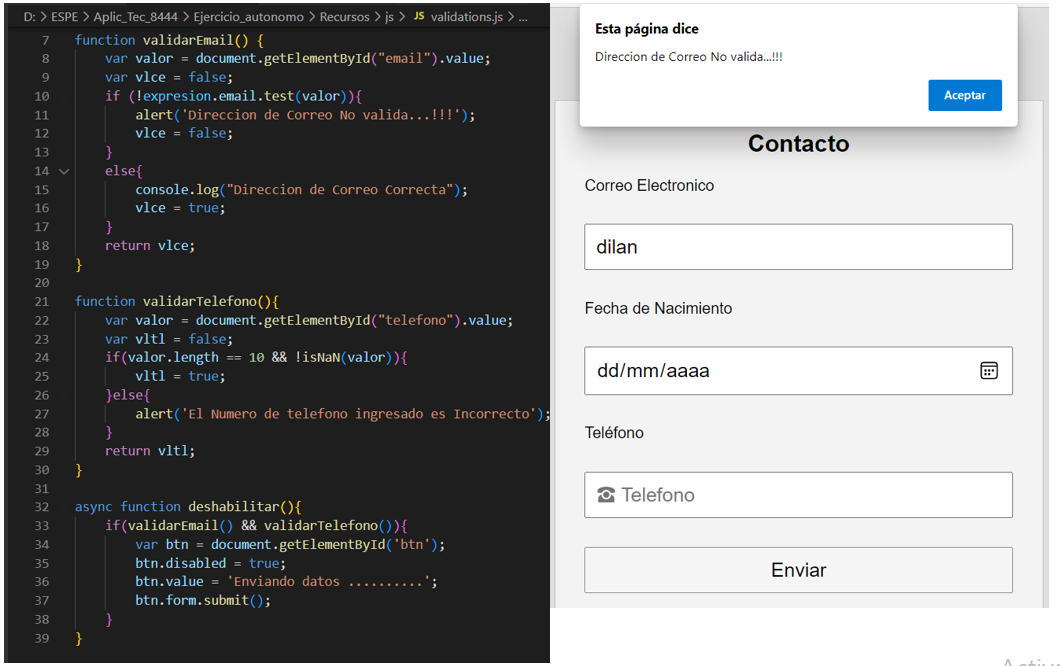 D: > ESPE > Aplic_Tec_8444 > Ejercicio_autonomo > Recursos > js > JS validations.js > ...
7 function validarEmail() {
8 var valor = document.getElementById("email").value;
9 var vlce = false;
10 if (!expresion.email.test(valor)){
11 alert('Direccion de Correo No valida...!!!');
12 vlce = false;
13 }
14 else{
15 console.log("Direccion de Correo Correcta");
16 vlce = true;
17 }
18 return vlce;
19 }
20
21 function validarTelefono(){
22 var valor = document.getElementById("telefono").value;
23 var vltl = false;
24 if(valor.length == 10 && !isNaN(valor)){
25 vltl = true;
26 }else{
27 alert('El Numero de telefono ingresado es Incorrecto');
28 }
29 return vltl;
30 }
31
32 async function deshabilitar(){
33 if(validarEmail() && validarTelefono()){
34 var btn = document.getElementById('btn');
35 btn.disabled = true;
36 btn.value = 'Enviando datos ..........';
37 btn.form.submit();
38 }
39 }
Esta página dice
Direccion de Correo No valida...!!!
Aceptar
Contacto
Correo Electronico
dilan
Fecha de Nacimiento
dd/mm/aaaa
Teléfono
Telefono
Enviar